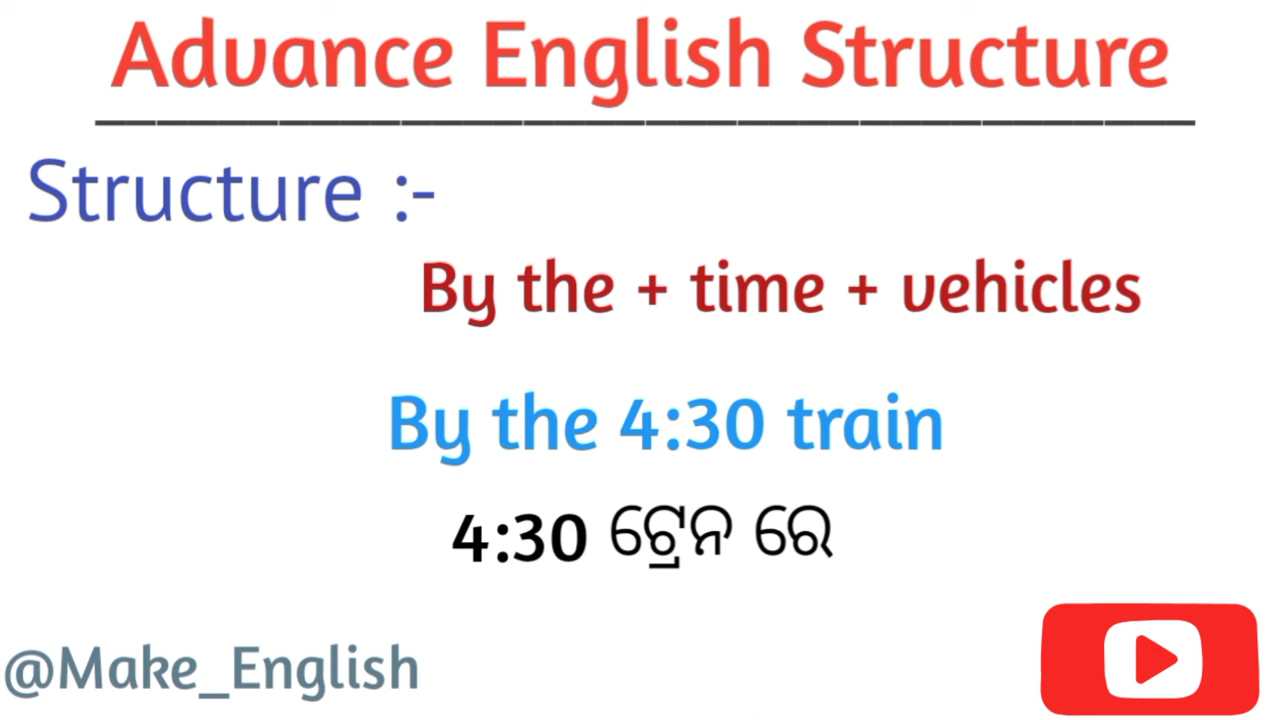 Advance English Structure
Structure :-
By the + time + vehicles
By the 4:30 train
4:30 ଟ୍ରେନ ରେ
@Make_English